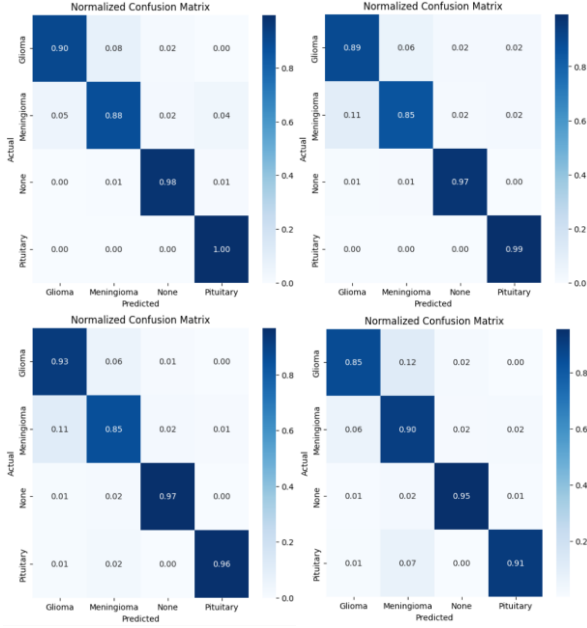 Normalized Confusion Matrix
Glioma 0.90 0.08 0.02 0.00
Meningioma 0.05 0.88 0.02 0.04
None 0.00 0.01 0.98 0.01
Pituitary 0.00 0.00 0.00 1.00
Actual
Glioma Meningioma None Pituitary
Predicted
0.8
0.6
0.4
0.2
0.0
Normalized Confusion Matrix
Glioma 0.89 0.06 0.02 0.02
Meningioma 0.11 0.85 0.02 0.02
None 0.01 0.01 0.97 0.00
Pituitary 0.00 0.00 0.00 0.99
Actual
Glioma Meningioma None Pituitary
Predicted
0.8
0.6
0.4
0.2
0.0
Normalized Confusion Matrix
Glioma 0.93 0.06 0.01 0.00
Meningioma 0.11 0.85 0.02 0.01
None 0.01 0.02 0.97 0.00
Pituitary 0.01 0.02 0.00 0.96
Actual
Glioma Meningioma None Pituitary
Predicted
0.8
0.6
0.4
0.2
0.0
Normalized Confusion Matrix
Glioma 0.85 0.12 0.02 0.00
Meningioma 0.06 0.90 0.02 0.02
None 0.01 0.02 0.95 0.01
Pituitary 0.01 0.07 0.00 0.91
Actual
Glioma Meningioma None Pituitary
Predicted
0.8
0.6
0.4
0.2